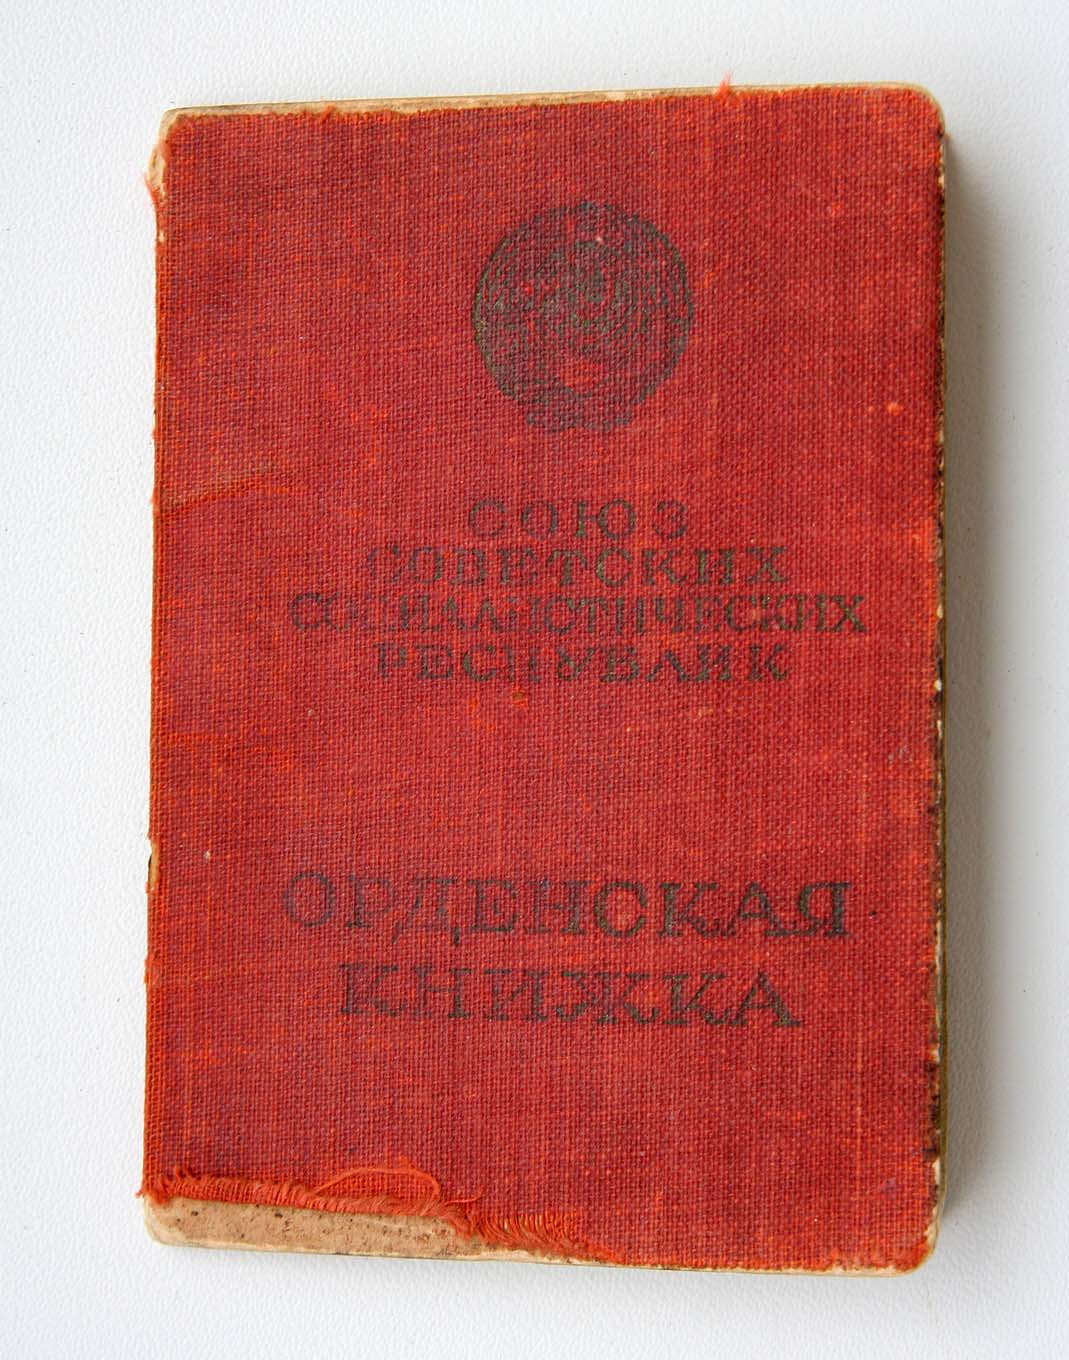 СОЮЗ
СОВЕТСКИХ
СОЦИАЛИСТИЧЕСКИХ
РЕСПУБЛИК
ОРДЕНСКАЯ
КНИЖКА